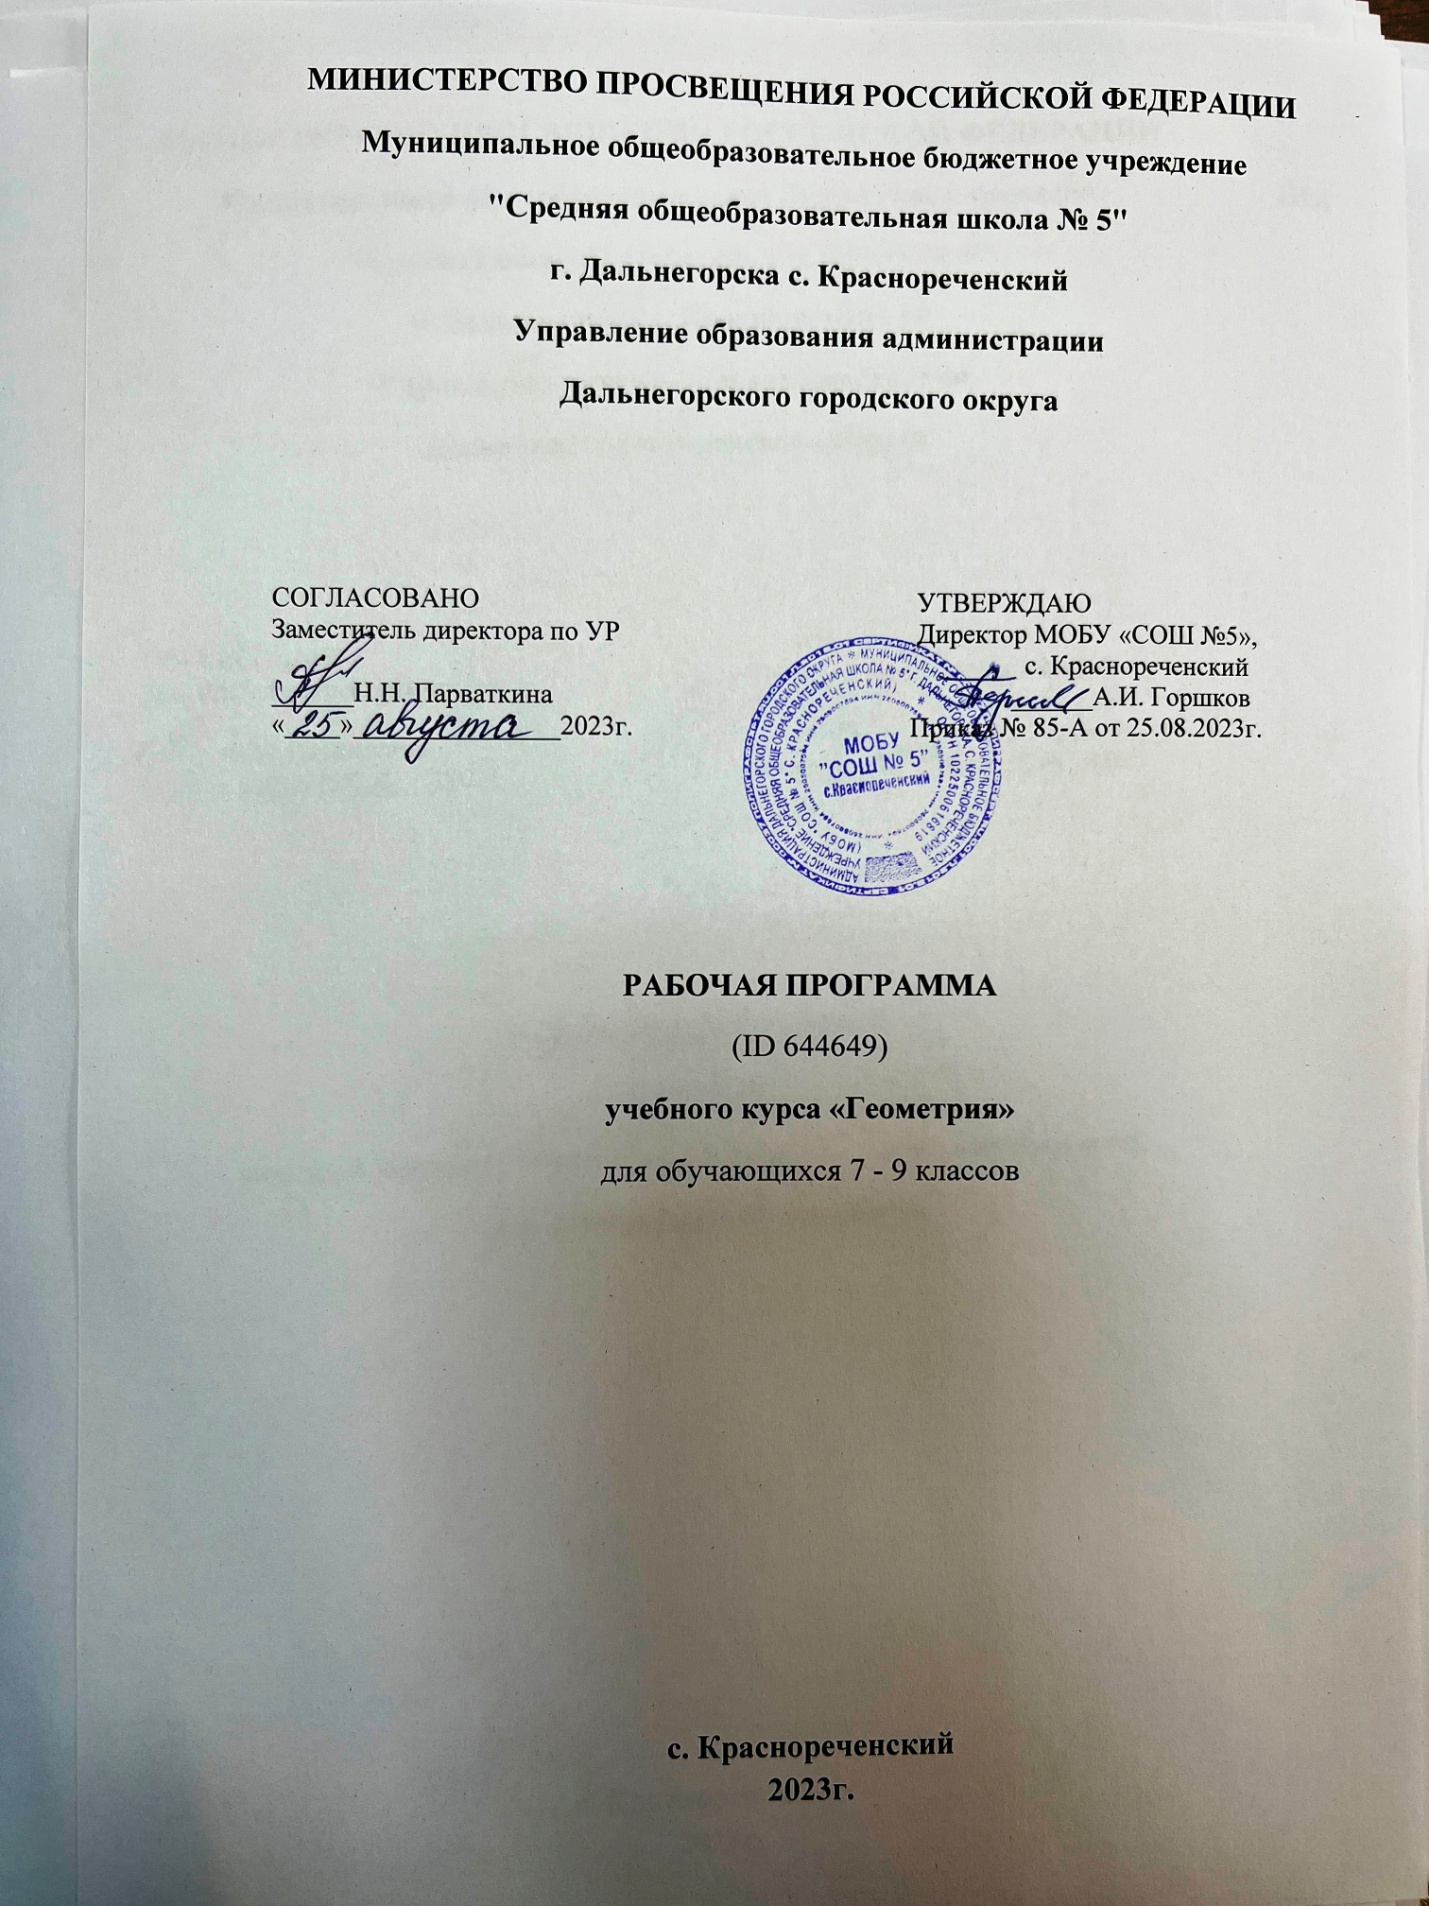 МИНИСТЕРСТВО ПРОСВЕЩЕНИЯ РОССИЙСКОЙ ФЕДЕРАЦИИ
Муниципальное общеобразовательное бюджетное учреждение
"Средняя общеобразовательная школа № 5"
г. Дальнегорска с. Краснореченский
Управление образования администрации
Дальнегорского городского округа
СОГЛАСОВАНО
Заместитель директора по УР
Н.Н. Парваткина
«25» августа 2023г.
УТВЕРЖДАЮ
Директор МОБУ «СОШ №5»,
с. Краснореченский
А.И. Горшков
Приказ № 85-А от 25.08.2023г.
МОБУ
"СОШ № 5"
с.Краснореченский
РАБОЧАЯ ПРОГРАММА
(ID 644649)
учебного курса «Геометрия»
для обучающихся 7 - 9 классов
с. Краснореченский
2023г.